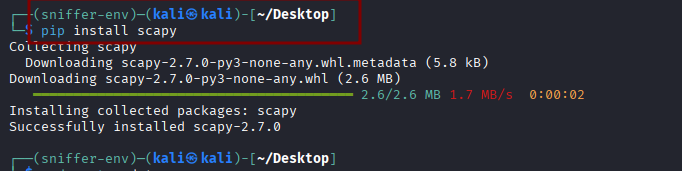 ┌──(sniffer-env)─(kali㉿kali)-[~/Desktop]
└─$ pip install scapy
Collecting scapy
  Downloading scapy-2.7.0-py3-none-any.whl.metadata (5.8 kB)
Downloading scapy-2.7.0-py3-none-any.whl (2.6 MB)
   ━━━━━━━━━━━━━━━━━━━━━━━━━━━━━━━━━━━━━━━━ 2.6/2.6 MB 1.7 MB/s  0:00:02
Installing collected packages: scapy
Successfully installed scapy-2.7.0
┌──(sniffer-env)─(kali㉿kali)-[~/Desktop]